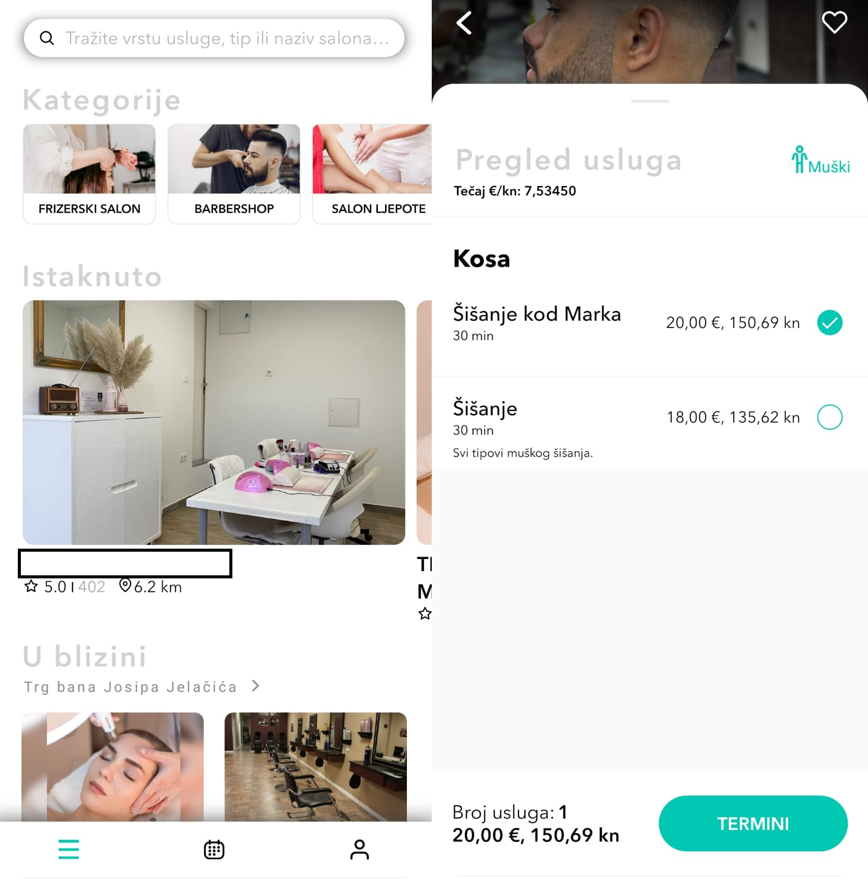 Tražite vrstu usluge, tip ili naziv salona...
Kategorije
FRIZERSKI SALON
BARBERSHOP
SALON LJEPOTE
Istaknuto
5.0 | 402
6.2 km
U blizini
Trg bana Josipa Jelačića
Pregled usluga
Muški
Tečaj €/kn: 7,53450
Kosa
Šišanje kod Marka
30 min
20,00 €, 150,69 kn
Šišanje
30 min
Svi tipovi muškog šišanja.
18,00 €, 135,62 kn
Broj usluga: 1
20,00 €, 150,69 kn
TERMINI